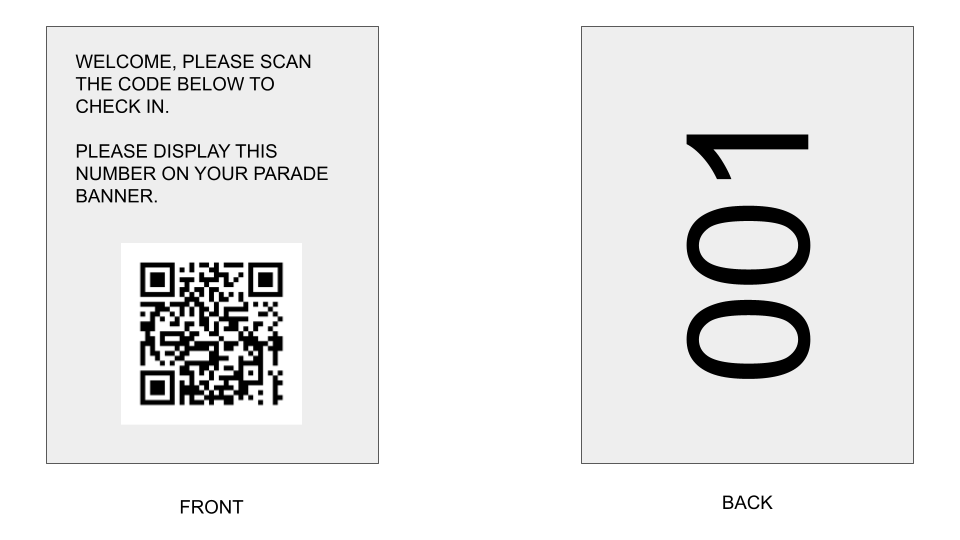 WELCOME, PLEASE SCAN
THE CODE BELOW TO
CHECK IN.
PLEASE DISPLAY THIS
NUMBER ON YOUR PARADE
BANNER.
FRONT
001
BACK